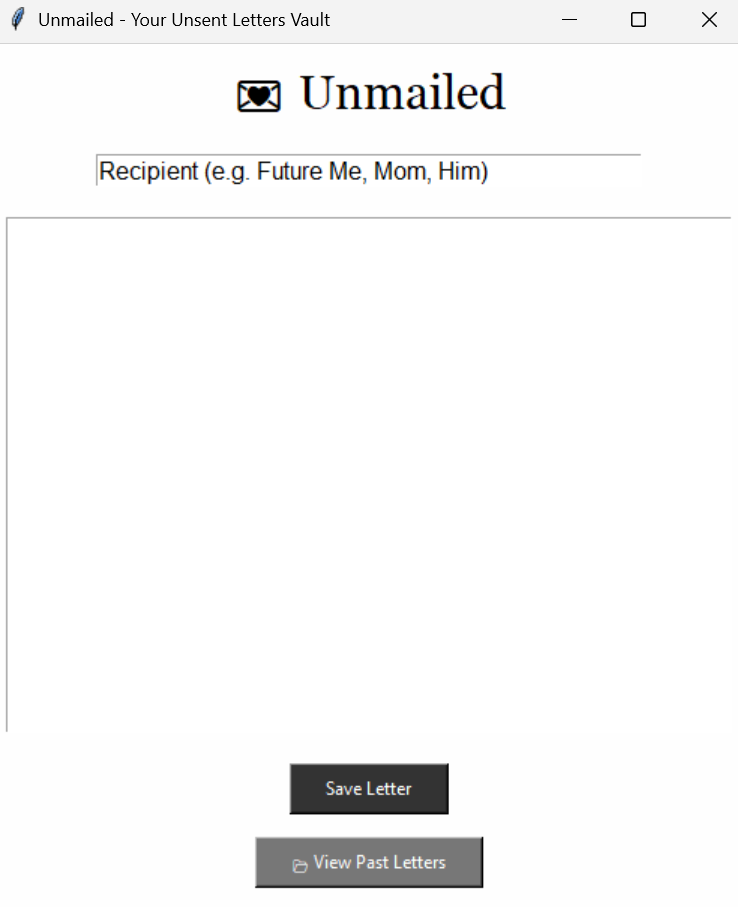 Unmailed - Your Unsent Letters Vault
💌 Unmailed
Recipient (e.g. Future Me, Mom, Him)
Save Letter
📂 View Past Letters